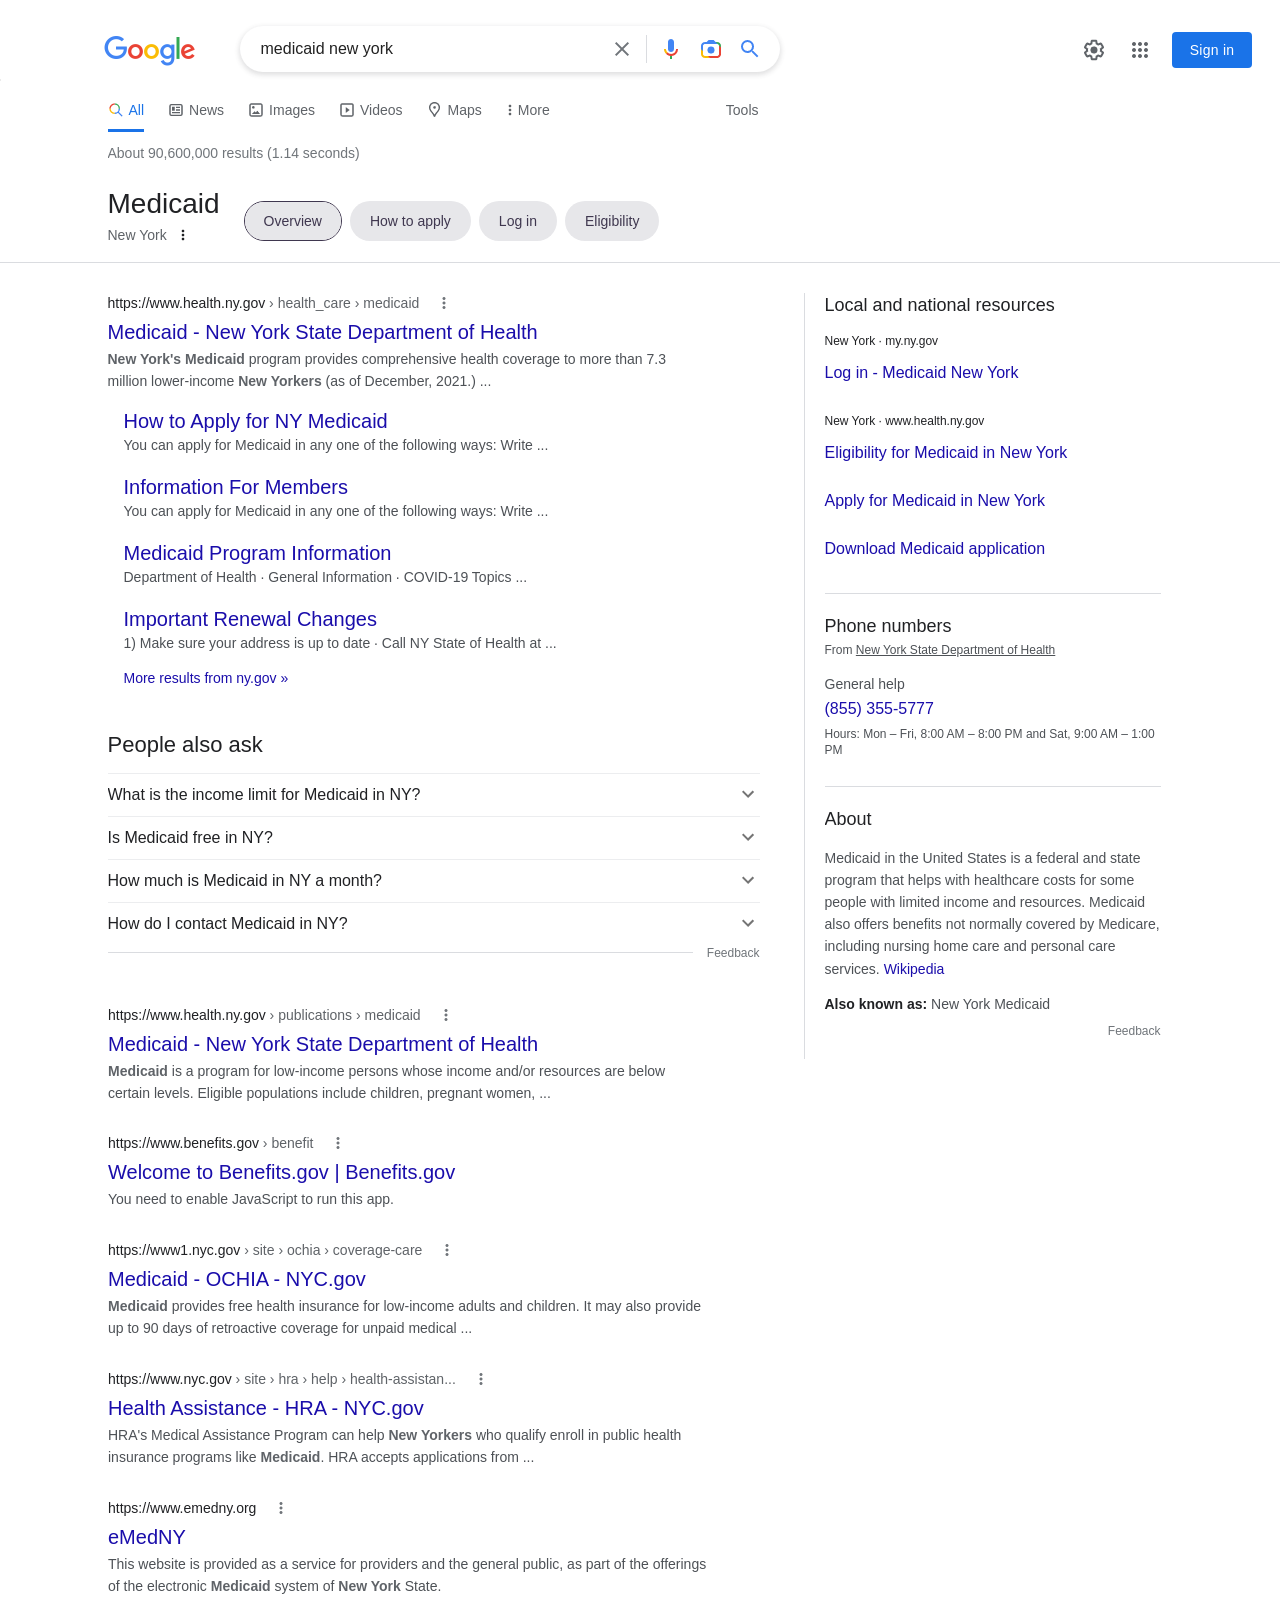 Google
medicaid new york
Sign in
All
News
Images
Videos
Maps
More
Tools
About 90,600,000 results (1.14 seconds)
Medicaid
New York
Overview
How to apply
Log in
Eligibility
https://www.health.ny.gov › health_care › medicaid
Medicaid - New York State Department of Health
New York's Medicaid program provides comprehensive health coverage to more than 7.3
million lower-income New Yorkers (as of December, 2021.) ...
How to Apply for NY Medicaid
You can apply for Medicaid in any one of the following ways: Write ...
Information For Members
You can apply for Medicaid in any one of the following ways: Write ...
Medicaid Program Information
Department of Health · General Information · COVID-19 Topics ...
Important Renewal Changes
1) Make sure your address is up to date · Call NY State of Health at ...
More results from ny.gov »
People also ask
What is the income limit for Medicaid in NY?
Is Medicaid free in NY?
How much is Medicaid in NY a month?
How do I contact Medicaid in NY?
Feedback
https://www.health.ny.gov › publications › medicaid
Medicaid - New York State Department of Health
Medicaid is a program for low-income persons whose income and/or resources are below
certain levels. Eligible populations include children, pregnant women, ...
https://www.benefits.gov › benefit
Welcome to Benefits.gov | Benefits.gov
You need to enable JavaScript to run this app.
https://www1.nyc.gov › site › ochia › coverage-care
Medicaid - OCHIA - NYC.gov
Medicaid provides free health insurance for low-income adults and children. It may also provide
up to 90 days of retroactive coverage for unpaid medical ...
https://www.nyc.gov › site › hra › help › health-assistan...
Health Assistance - HRA - NYC.gov
HRA's Medical Assistance Program can help New Yorkers who qualify enroll in public health
insurance programs like Medicaid. HRA accepts applications from ...
https://www.emedny.org
eMedNY
This website is provided as a service for providers and the general public, as part of the offerings
of the electronic Medicaid system of New York State.
Local and national resources
New York · my.ny.gov
Log in - Medicaid New York
New York · www.health.ny.gov
Eligibility for Medicaid in New York
Apply for Medicaid in New York
Download Medicaid application
Phone numbers
From New York State Department of Health
General help
(855) 355-5777
Hours: Mon – Fri, 8:00 AM – 8:00 PM and Sat, 9:00 AM – 1:00
PM
About
Medicaid in the United States is a federal and state
program that helps with healthcare costs for some
people with limited income and resources. Medicaid
also offers benefits not normally covered by Medicare,
including nursing home care and personal care
services. Wikipedia
Also known as: New York Medicaid
Feedback